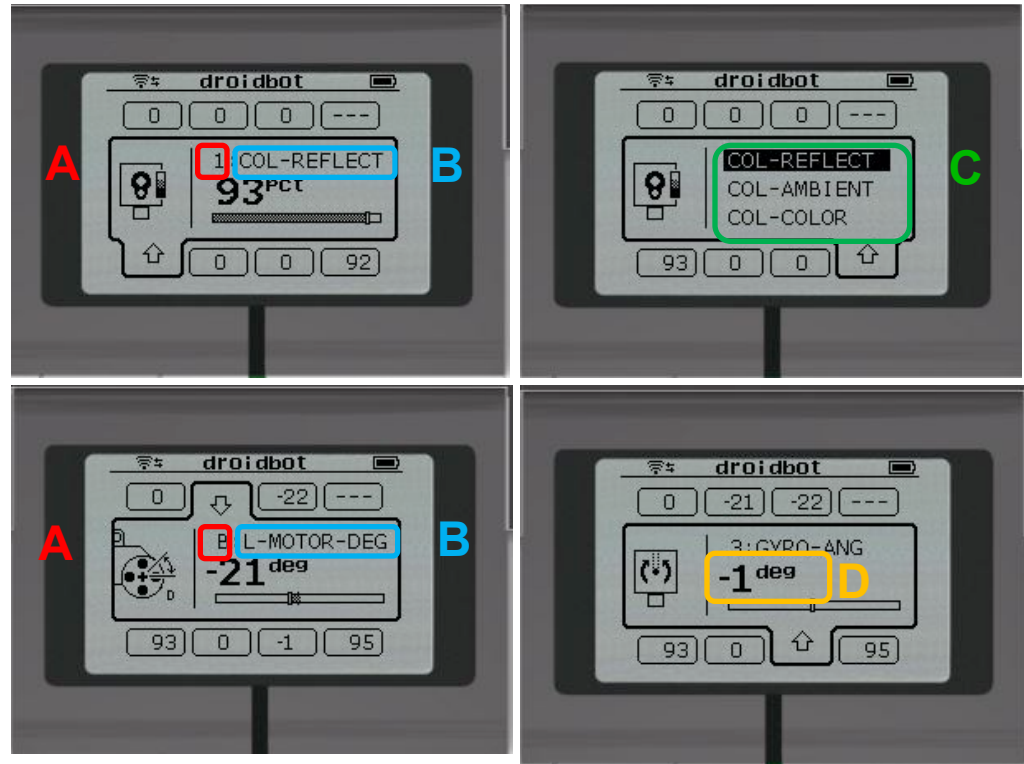 droidbot
0 0 0 ---
A 1:COL-REFLECT B
93 PCT
0 0 92
droidbot
0 0 0 ---
COL-REFLECT C
COL-AMBIENT
COL-COLOR
93 0 0
droidbot
0 -22 ---
A B:L-MOTOR-DEG B
-21 deg
D
93 0 -1 95
droidbot
0 -21 -22 ---
3:GYRO-ANG
-1 deg D
93 0 95